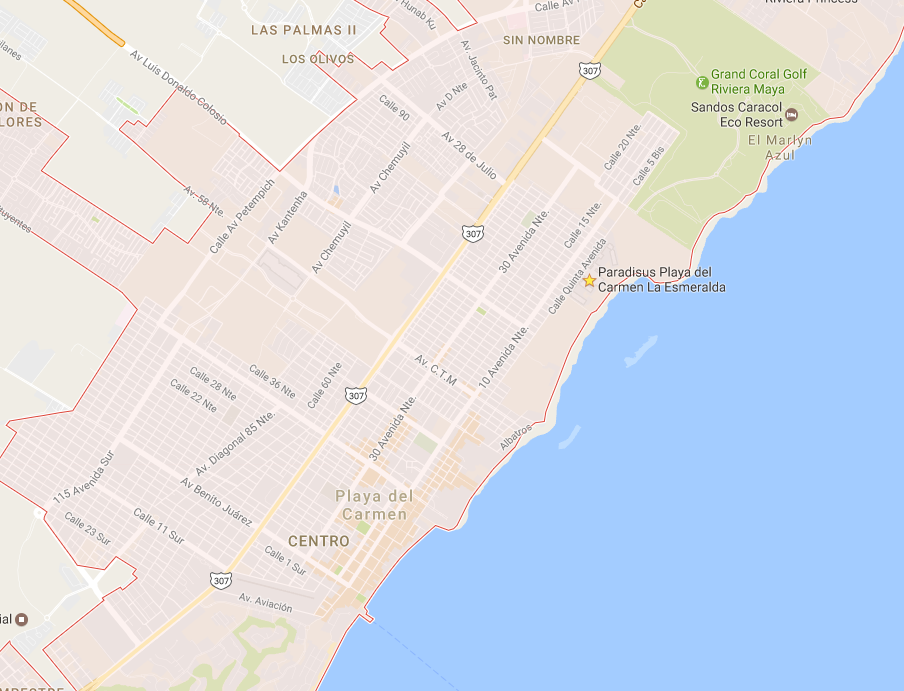 Hunab Ku
Calle Av
Riviera Princess
LAS PALMAS II
SIN NOMBRE
LOS OLIVOS
Av Luis Donaldo Colosio
Av. Jacinto Pat
307
Grand Coral Golf
Riviera Maya
Av D Nte
Calle 90
Sandos Caracol
Eco Resort
ON DE
LORES
Av 28 de Julio
El Marlyn
Azul
Calle 20 Nte.
Calle 5 Bis
Av Chemuyil
Av- 58 Nte.
Calle Av Petempich
Av Kantenha
Av Chemuyil
307
30 Avenida Nte.
Calle 15 Nte.
Calle Quinta Avenida
Paradisus Playa del
Carmen La Esmeralda
Av. C.T.M
10 Avenida Nte.
Calle 28 Nte
Calle 36 Nte
Calle 60 Nte
Calle 22 Nte
307
30 Avenida Nte.
Av. Diagonal 85 Nte.
Albatros
115 Avenida Sur
Av Benito Juárez
Playa del
Carmen
Calle 23 Sur
Calle 11 Sur
CENTRO
Calle 1 Sur
307
Av. Aviación
ial